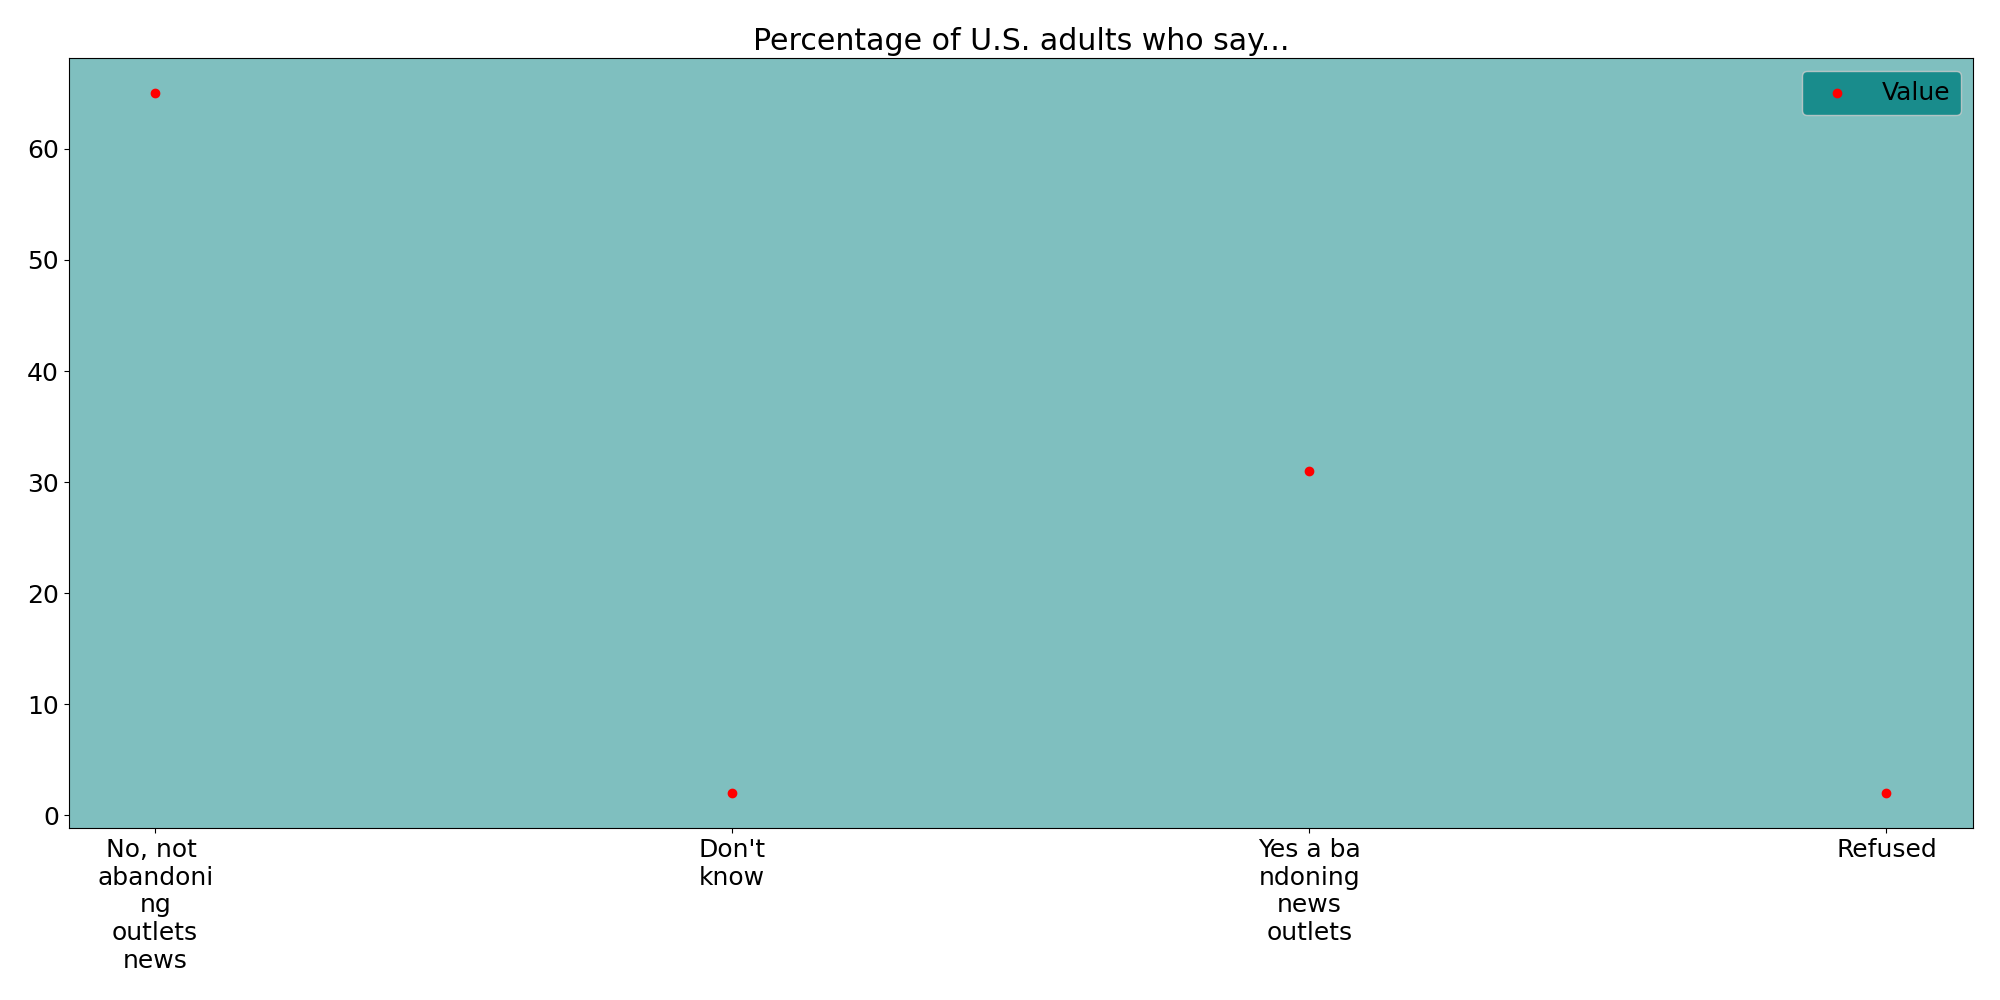 Percentage of U.S. adults who say...
Value
60
50
40
30
20
10
0
No, not
abandoni
ng
outlets
news
Don't
know
Yes a ba
ndoning
news
outlets
Refused